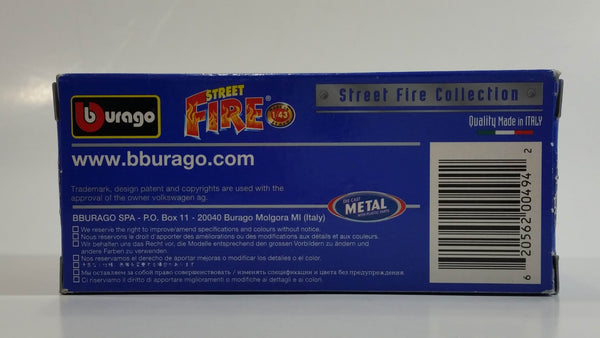 burago
STREET
FIRE®
1/43
Street Fire Collection
Quality Made in ITALY
www.bburago.com
Trademark, design patent and copyrights are used with the
approval of the owner volkswagen ag.
DIE CAST
METAL
WITH PLASTIC PARTS
BBURAGO SPA - P.O. Box 11 - 20040 Burago Molgora MI (Italy)
We reserve the right to improve/amend specifications and colours without notice.
Nous réservons le droit d'apporter des améliorations ou des modifications aux détails et aux couleurs.
Wir behalten uns das Recht vor, die Modelle entsprechend den grossen Vorbildern zu ändern und
andere Farben zu verwenden.
Nos reservamos el derecho de aportar mejoras o modificar los detalles o el color.
Мы оставляем за собой право совершенствовать / изменять спецификации и цвета без предупреждения.
Ci riserviamo il diritto di apportare miglioramenti o modifiche ai dettagli e ai colori
6 20562 00494 2